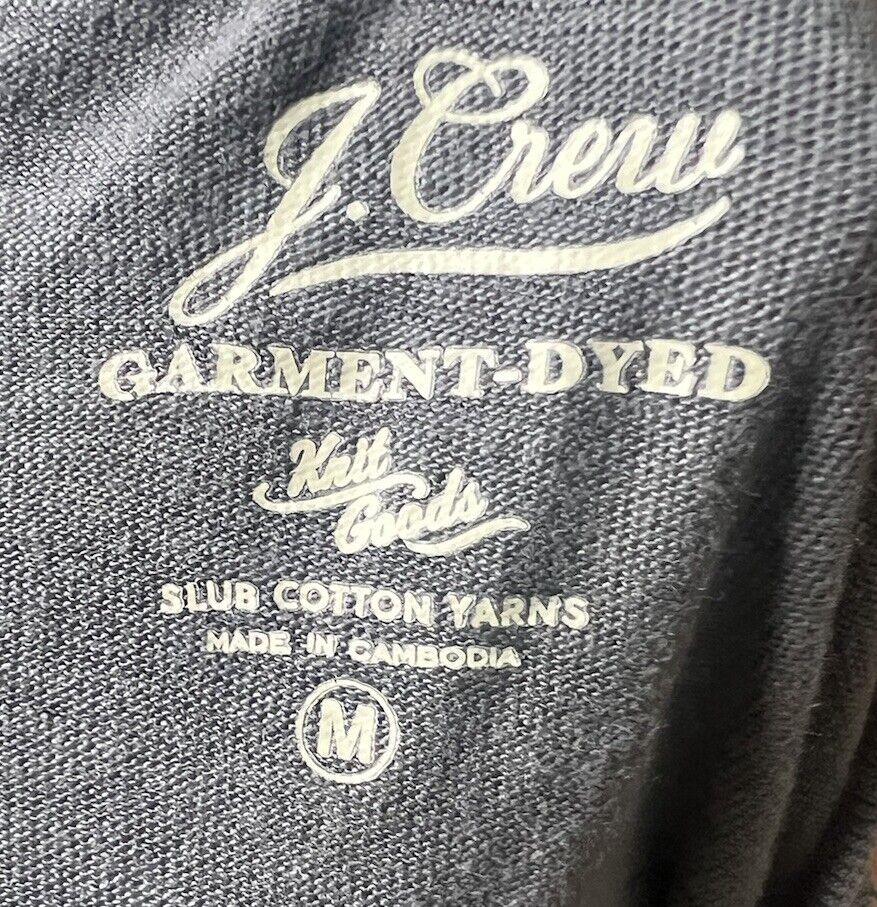 J.Crew
GARMENT-DYED
Knit
Goods
SLUB COTTON YARNS
MADE IN CAMBODIA
M